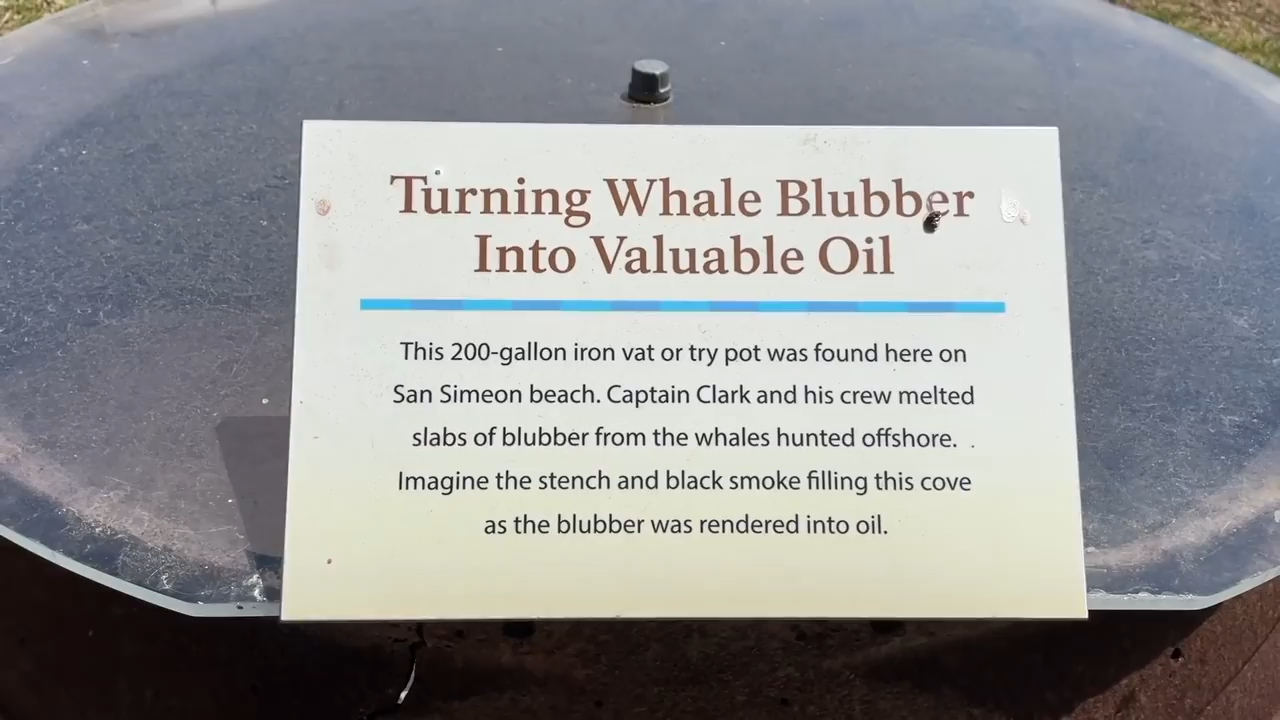 Turning Whale Blubber
Into Valuable Oil
This 200-gallon iron vat or try pot was found here on
San Simeon beach. Captain Clark and his crew melted
slabs of blubber from the whales hunted offshore.
Imagine the stench and black smoke filling this cove
as the blubber was rendered into oil.